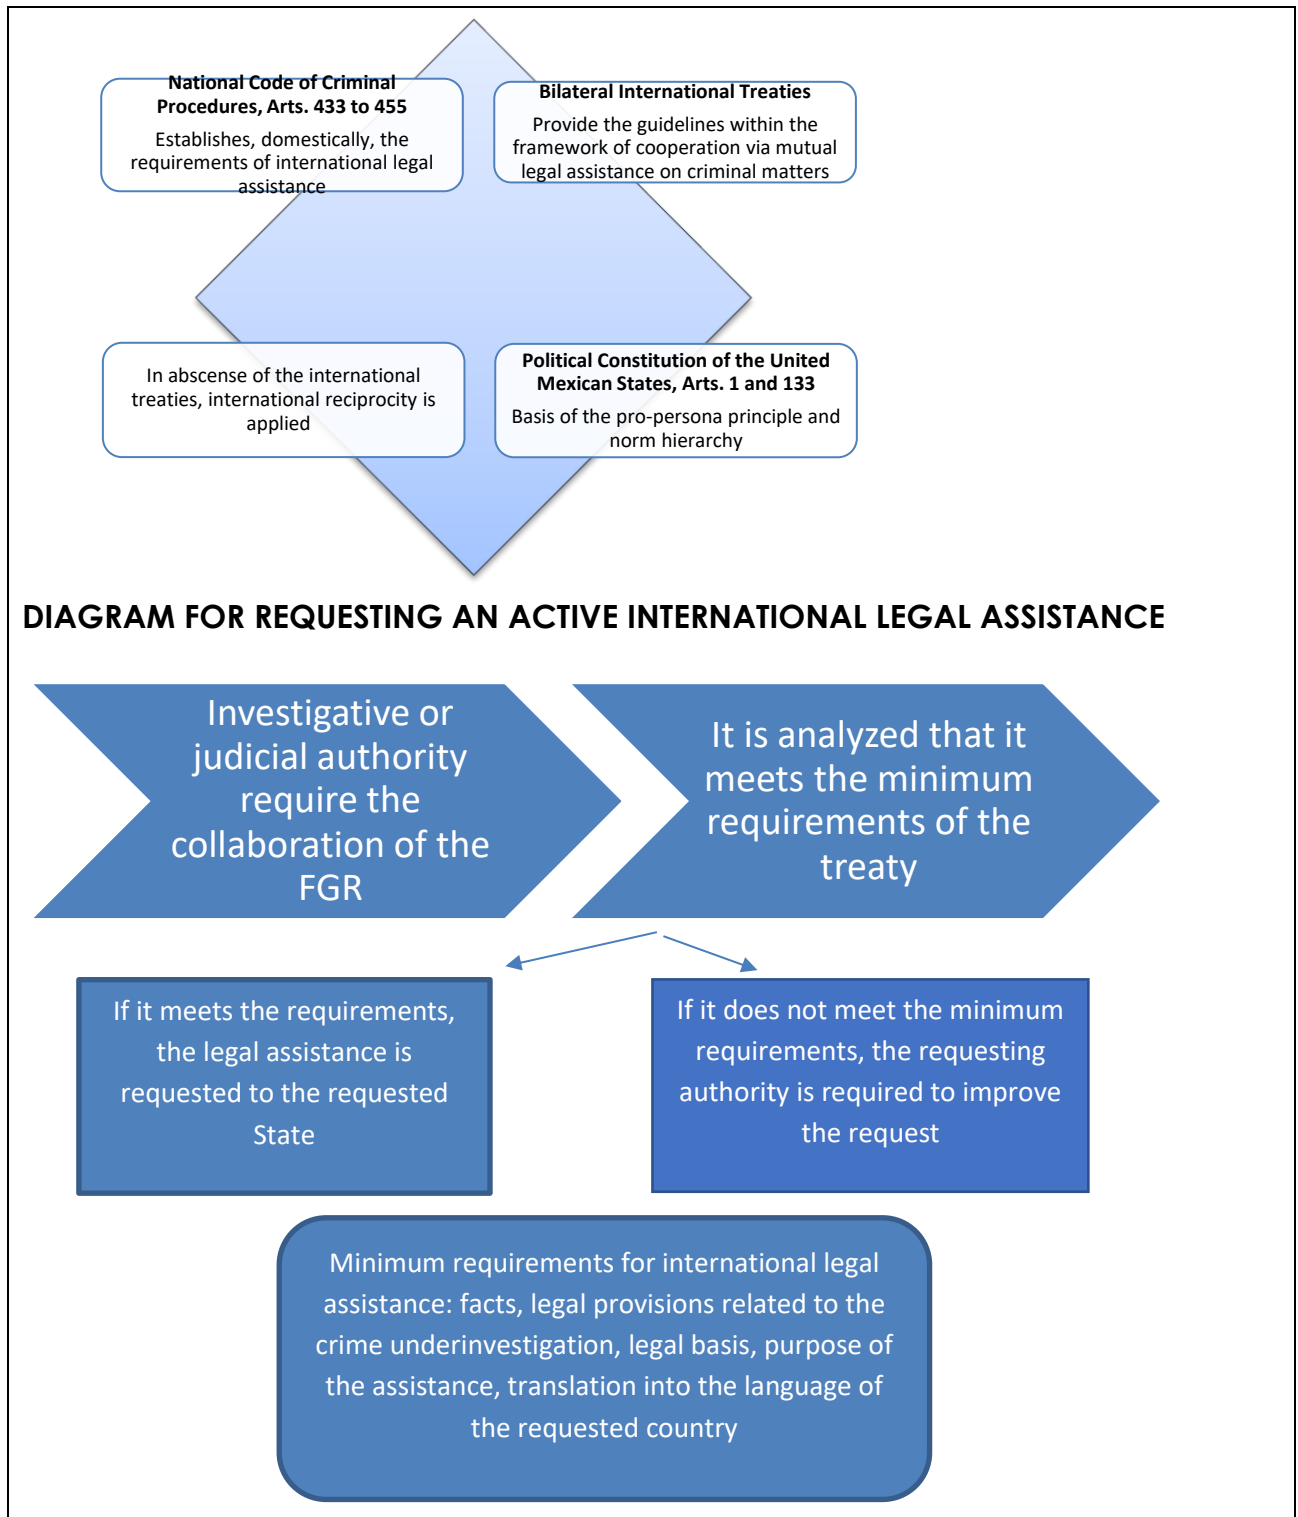 National Code of Criminal
Procedures, Arts. 433 to 455
Establishes, domestically, the
requirements of international legal
assistance
Bilateral International Treaties
Provide the guidelines within the
framework of cooperation via mutual
legal assistance on criminal matters
In abscense of the international
treaties, international reciprocity is
applied
Political Constitution of the United
Mexican States, Arts. 1 and 133
Basis of the pro-persona principle and
norm hierarchy
DIAGRAM FOR REQUESTING AN ACTIVE INTERNATIONAL LEGAL ASSISTANCE
Investigative or
judicial authority
require the
collaboration of the
FGR
It is analyzed that it
meets the minimum
requirements of the
treaty
If it meets the requirements,
the legal assistance is
requested to the requested
State
If it does not meet the minimum
requirements, the requesting
authority is required to improve
the request
Minimum requirements for international legal
assistance: facts, legal provisions related to the
crime underinvestigation, legal basis, purpose of
the assistance, translation into the language of
the requested country